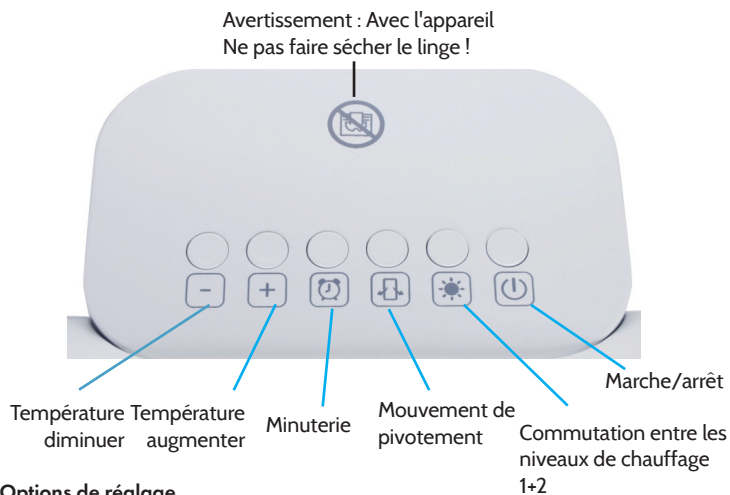 Avertissement : Avec l'appareil
Ne pas faire sécher le linge !
Marche/arrêt
Température
diminuer
Température
augmenter
Minuterie
Mouvement de
pivotement
Commutation entre les
niveaux de chauffage
1+2
Options de réglage